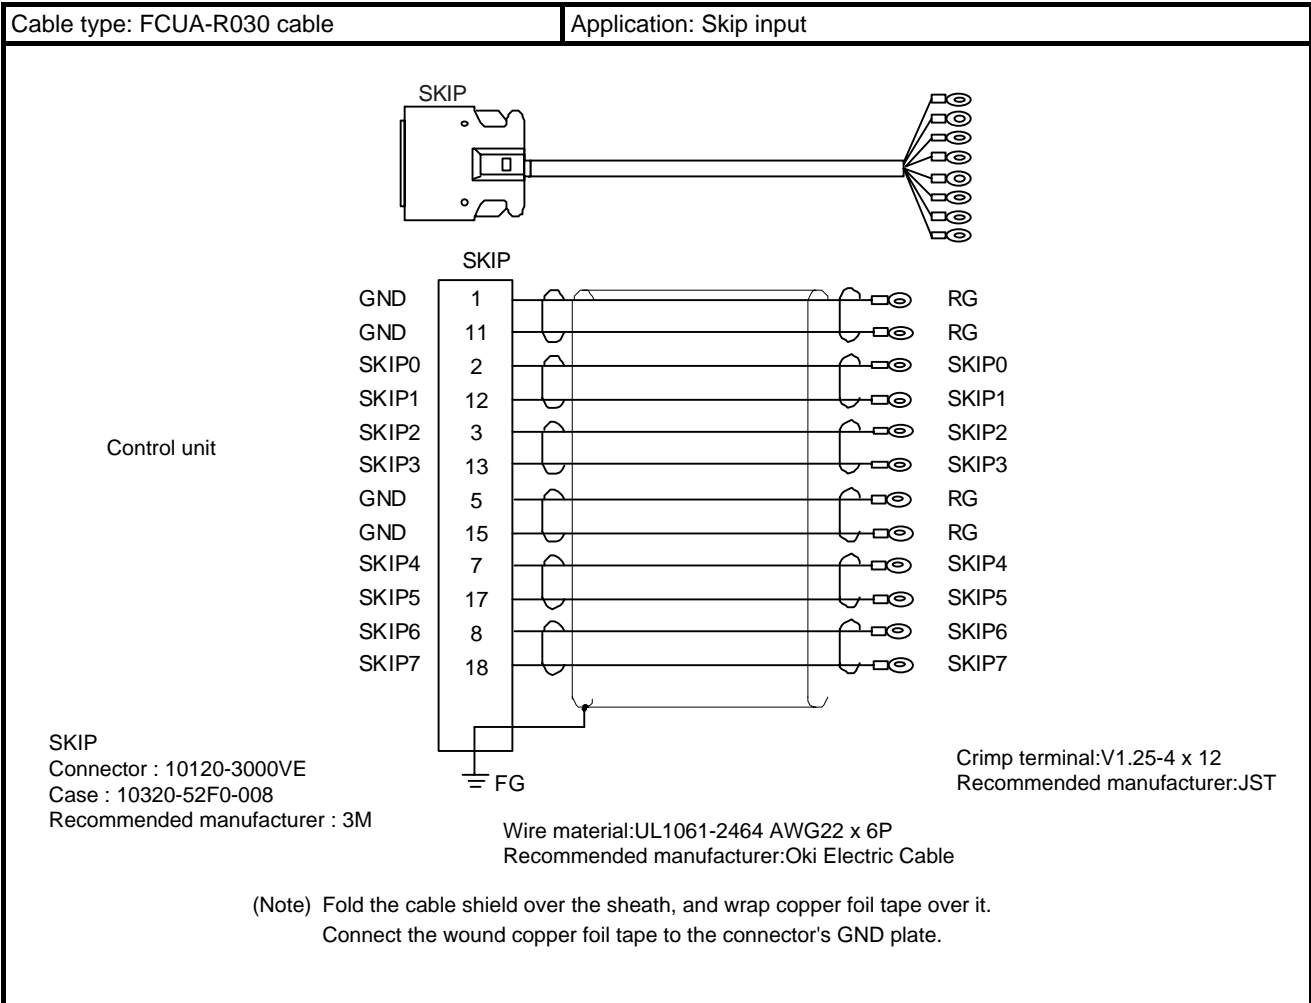 Cable type: FCUA-R030 cable
Application: Skip input
SKIP
SKIP
GND 1 RG
GND 11 RG
SKIP0 2 SKIP0
SKIP1 12 SKIP1
SKIP2 3 SKIP2
Control unit
SKIP3 13 SKIP3
GND 5 RG
GND 15 RG
SKIP4 7 SKIP4
SKIP5 17 SKIP5
SKIP6 8 SKIP6
SKIP7 18 SKIP7
SKIP
Connector : 10120-3000VE
Case : 10320-52F0-008
Recommended manufacturer : 3M
FG
Crimp terminal:V1.25-4 x 12
Recommended manufacturer:JST
Wire material:UL1061-2464 AWG22 x 6P
Recommended manufacturer:Oki Electric Cable
(Note) Fold the cable shield over the sheath, and wrap copper foil tape over it.
Connect the wound copper foil tape to the connector's GND plate.